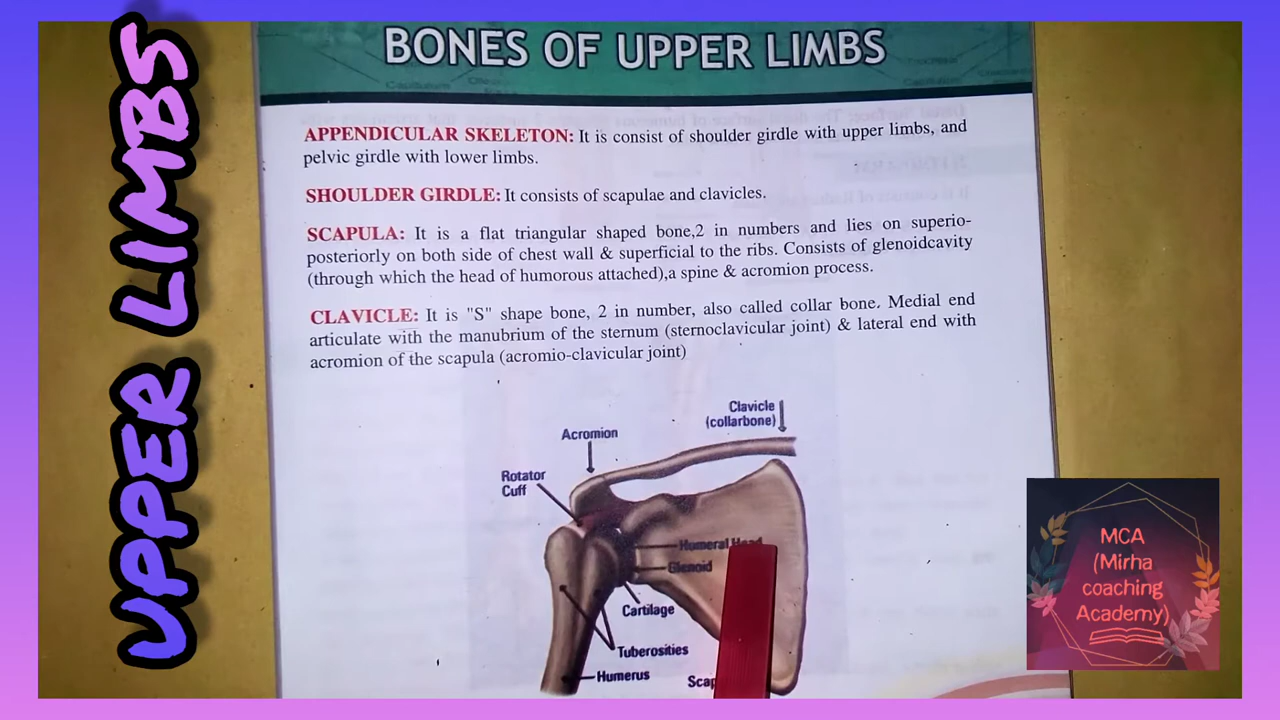 UPPER LIMBS
BONES OF UPPER LIMBS
APPENDICULAR SKELETON: It is consist of shoulder girdle with upper limbs, and
pelvic girdle with lower limbs.
SHOULDER GIRDLE: It consists of scapulae and clavicles.
SCAPULA: It is a flat triangular shaped bone,2 in numbers and lies on superio-
posteriorly on both side of chest wall & superficial to the ribs. Consists of glenoidcavity
(through which the head of humorous attached),a spine & acromion process.
CLAVICLE: It is "S" shape bone, 2 in number, also called collar bone. Medial end
articulate with the manubrium of the sternum (sternoclavicular joint) & lateral end with
acromion of the scapula (acromio-clavicular joint)
Clavicle
(collarbone)
Acromion
Rotator
Cuff
Humeral Head
Glenoid
Cartilage
Tuberosities
Humerus
MCA
(Mirha
coaching
Academy)